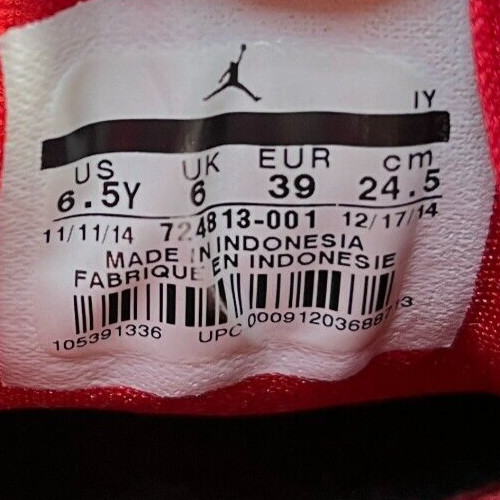 IY
US UK EUR cm
6.5Y 6 39 24.5
11/11/14 724813-001 12/17/14
MADE IN INDONESIA
FABRIQUE EN INDONESIE
105391336 UPC 00091203688713